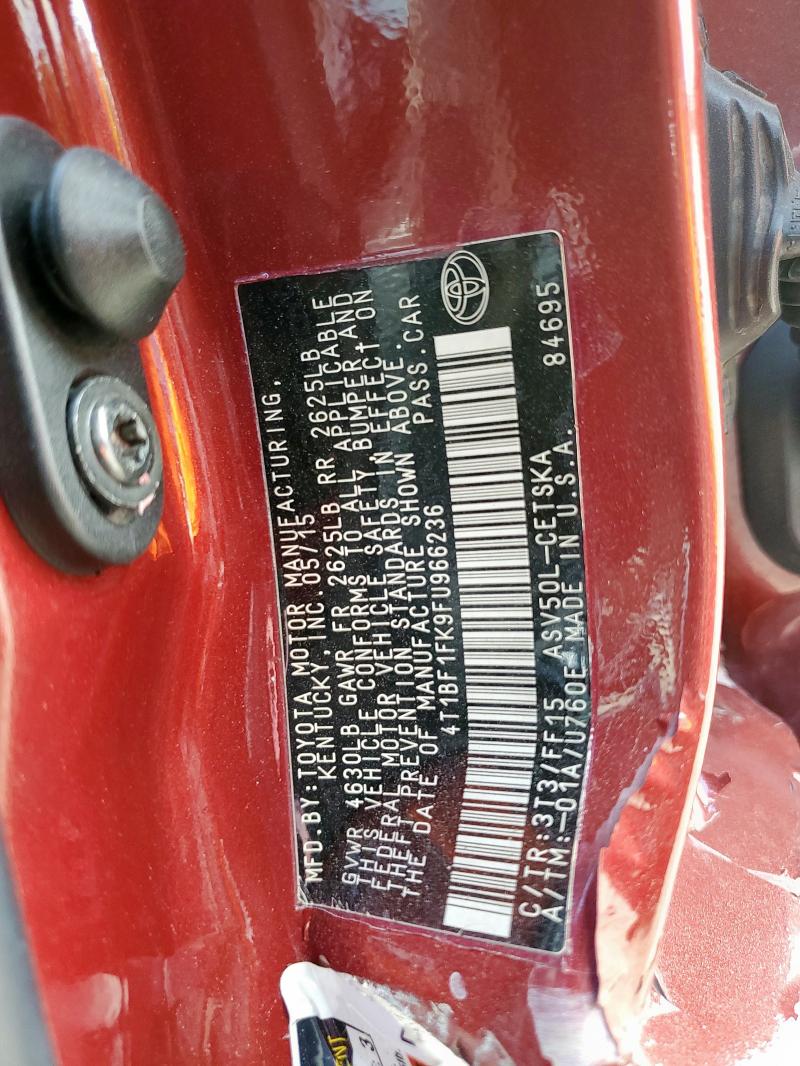 MFD.BY:TOYOTA MOTOR MANUFACTURING,
KENTUCKY, INC.05/15
GVWR 4630LB GAWR FR 2625LB RR 2625LB
THIS VEHICLE CONFORMS TO ALL APPLICABLE
FEDERAL MOTOR VEHICLE SAFETY, BUMPER, AND
THEFT PREVENTION STANDARDS IN EFFECT ON
THE DATE OF MANUFACTURE SHOWN ABOVE.
4T1BF1FK9FU966236 PASS.CAR
C/TR:3T3/FF15 ASV50L-CETSKA 84695
A/TM:-01A/U760E MADE IN U.S.A.
3